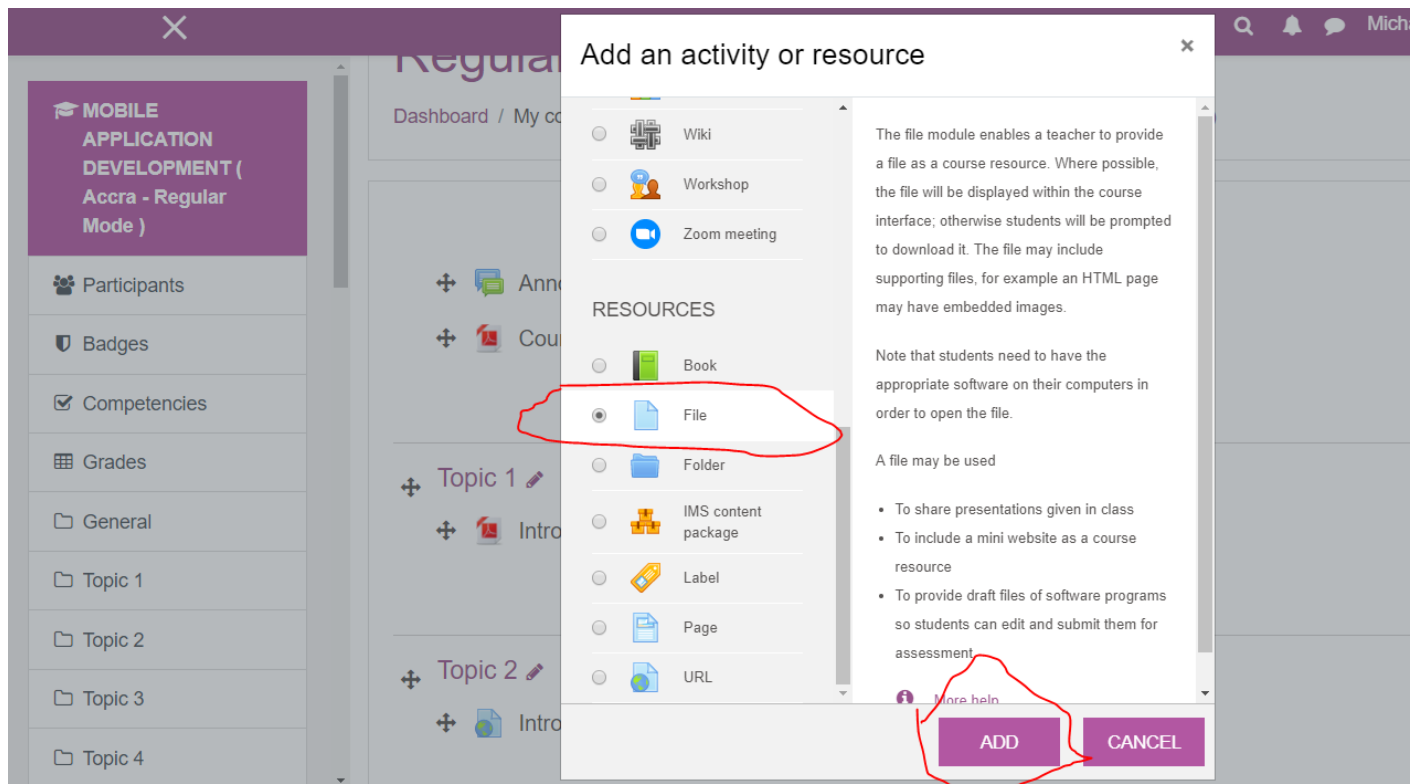 Micha
Regular
Dashboard / My co
MOBILE
APPLICATION
DEVELOPMENT (
Accra - Regular
Mode )
Participants
Badges
Competencies
Grades
General
Topic 1
Topic 2
Topic 3
Topic 4
Anno
Cour
Topic 1
Intro
Topic 2
Intro
Add an activity or resource
Wiki
Workshop
Zoom meeting
RESOURCES
Book
File
Folder
IMS content
package
Label
Page
URL
The file module enables a teacher to provide
a file as a course resource. Where possible,
the file will be displayed within the course
interface; otherwise students will be prompted
to download it. The file may include
supporting files, for example an HTML page
may have embedded images.
Note that students need to have the
appropriate software on their computers in
order to open the file.
A file may be used
• To share presentations given in class
• To include a mini website as a course
resource
• To provide draft files of software programs
so students can edit and submit them for
assessment
More help
ADD
CANCEL